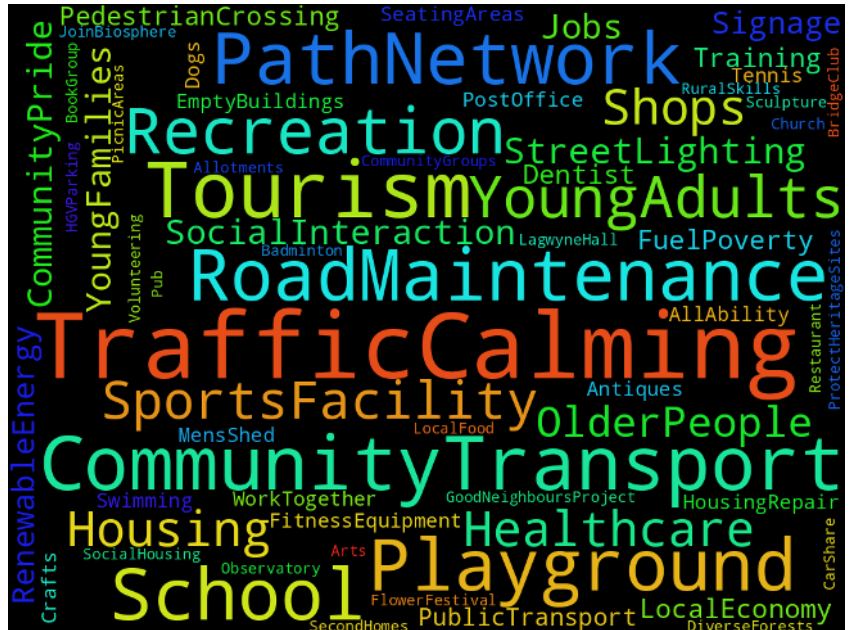 PedestrianCrossing
SeatingAreas
Jobs
Signage
JoinBiosphere
PathNetwork
Training
Tennis
Dogs
CommunityPride
BookGroup
YoungFamilies
PicnicAreas
EmptyBuildings
PostOffice
Shops
RuralSkills
Sculpture
BridgeClub
Church
Recreation
StreetLighting
HGVParking
Allotments
CommunityGroups
Dentist
Tourism
YoungAdults
SocialInteraction
LagwyneHall
FuelPoverty
Badminton
Volunteering
Pub
RoadMaintenance
ProtectHeritageSites
TrafficCalming
AllAbility
Restaurant
RenewableEnergy
SportsFacility
Antiques
LocalFood
OlderPeople
MensShed
CommunityTransport
Swimming
WorkTogether
GoodNeighboursProject
HousingRepair
Housing
FitnessEquipment
Healthcare
CarShare
SocialHousing
Arts
Crafts
Observatory
Playground
School
FlowerFestival
PublicTransport
LocalEconomy
SecondHomes
DiverseForests